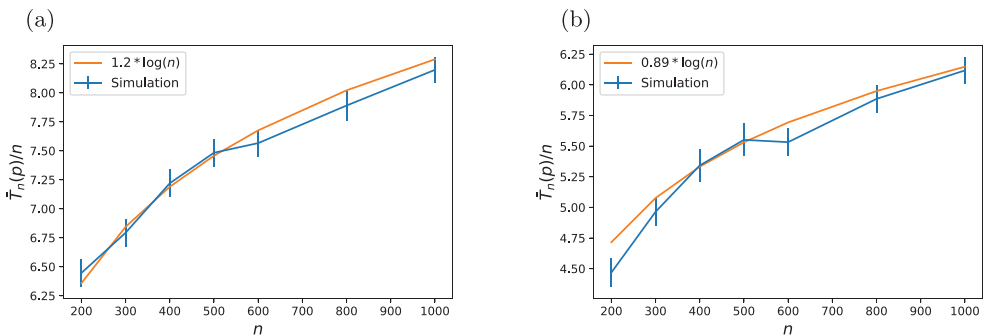 (a)
1.2*log(n)
Simulation
8.25
8.00
7.75
7.50
7.25
7.00
6.75
6.50
6.25
T̄ₙ(p)/n
200 300 400 500 600 700 800 900 1000
n
(b)
0.89*log(n)
Simulation
6.25
6.00
5.75
5.50
5.25
5.00
4.75
4.50
T̄ₙ(p)/n
200 300 400 500 600 700 800 900 1000
n